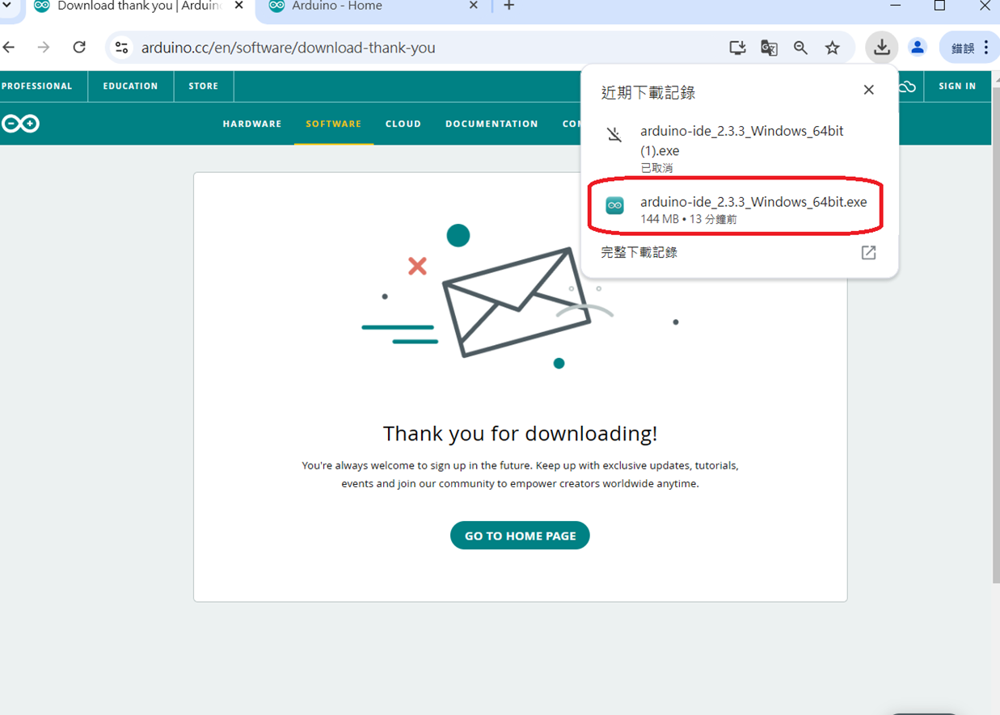 Download thank you | Arduin
Arduino - Home
arduino.cc/en/software/download-thank-you
錯誤
PROFESSIONAL
EDUCATION
STORE
SIGN IN
HARDWARE
SOFTWARE
CLOUD
DOCUMENTATION
近期下載記錄
arduino-ide_2.3.3_Windows_64bit
(1).exe
已取消
arduino-ide_2.3.3_Windows_64bit.exe
144 MB • 13 分鐘前
完整下載記錄
Thank you for downloading!
You're always welcome to sign up in the future. Keep up with exclusive updates, tutorials,
events and join our community to empower creators worldwide anytime.
GO TO HOME PAGE